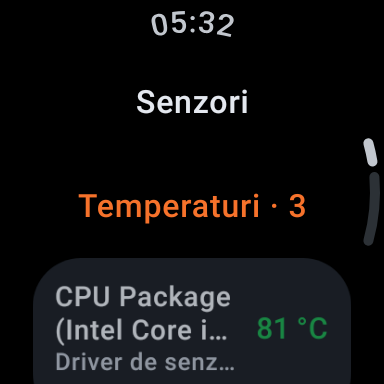 05:32
Senzori
Temperaturi · 3
CPU Package
(Intel Core i...
81 °C
Driver de senz...